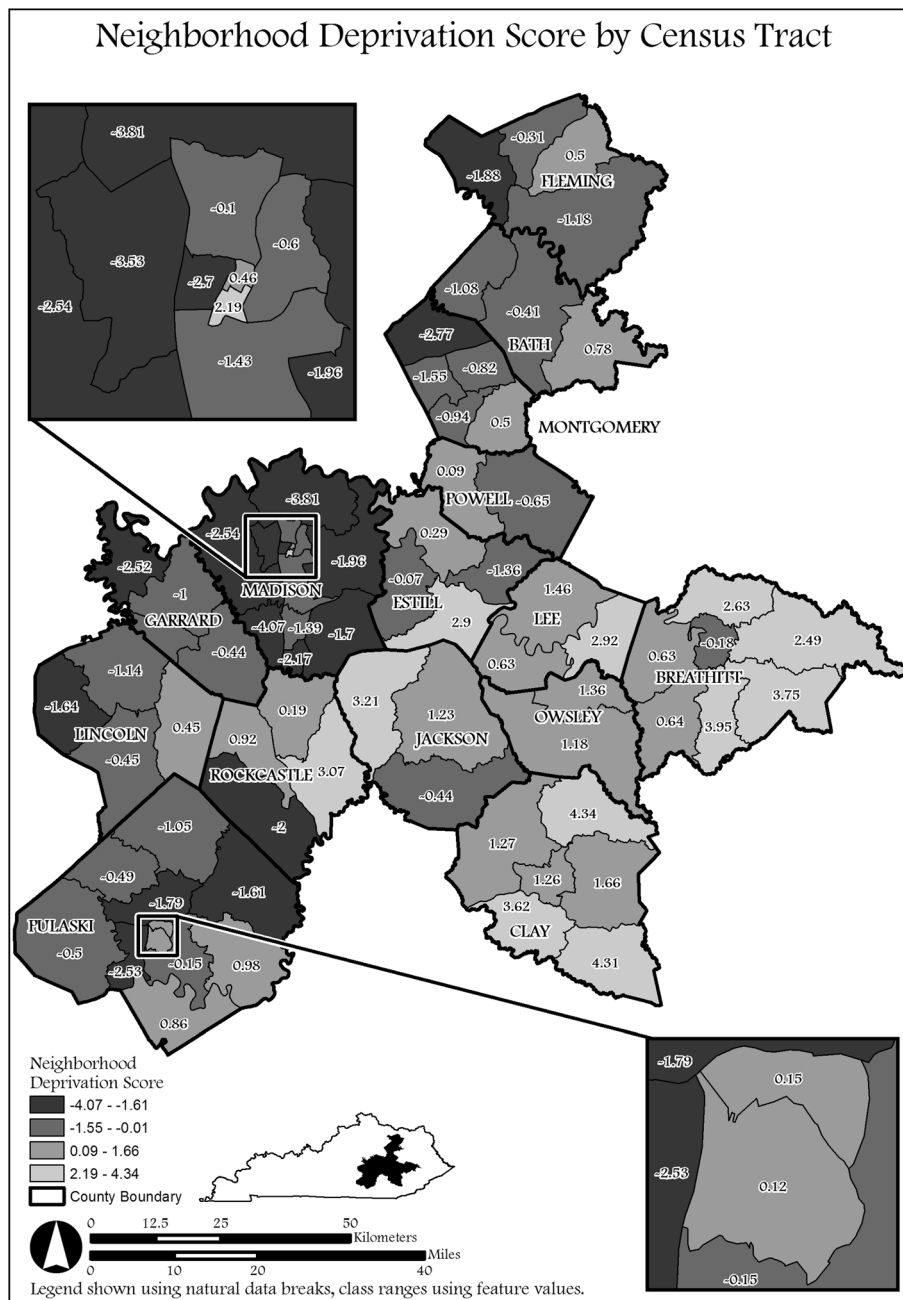 Neighborhood Deprivation Score by Census Tract
-3.81
-0.1
-0.6
-3.53
-2.7
0.46
-2.54
2.19
-1.43
-1.96
-0.31
0.5
FLEMING
-1.88
-1.18
-1.08
-0.41
BATH
-2.77
0.78
-0.82
-1.55
-0.94
0.5
MONTGOMERY
0.09
POWELL
-0.65
-3.81
-2.54
0.29
-1.96
-2.52
MADISON
-0.07
-1.36
ESTILL
-1
GARRARD
-4.07
-1.39
-1.7
2.9
-2.17
-0.44
1.46
LEE
2.92
0.63
2.63
-0.18
2.49
0.63
BREATHITT
3.75
0.64
3.95
-1.14
-1.64
LINCOLN
0.45
-0.45
0.19
0.92
ROCKCASTLE
3.07
-2
3.21
1.23
JACKSON
-0.44
1.36
OWSLEY
1.18
4.34
1.27
1.26
1.66
3.62
CLAY
4.31
-1.05
-0.49
-1.61
-1.79
PULASKI
-0.5
-2.53
-0.15
0.98
0.86
-1.79
0.15
-2.53
0.12
-0.15
Neighborhood
Deprivation Score
-4.07 - -1.61
-1.55 - -0.01
0.09 - 1.66
2.19 - 4.34
County Boundary
0 12.5 25 50
Kilometers
Miles
0 10 20 40
Legend shown using natural data breaks, class ranges using feature values.